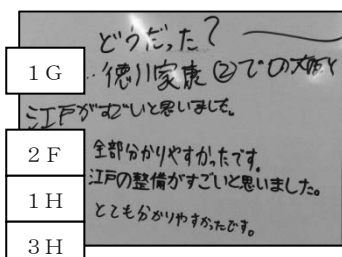 どうだった？
1G
徳川家康②での大阪と
江戸がすごいと思いました。
2F
全部分かりやすかったです。
1H
江戸の整備がすごいと思いました。
とても分かりやすかったです。
3H